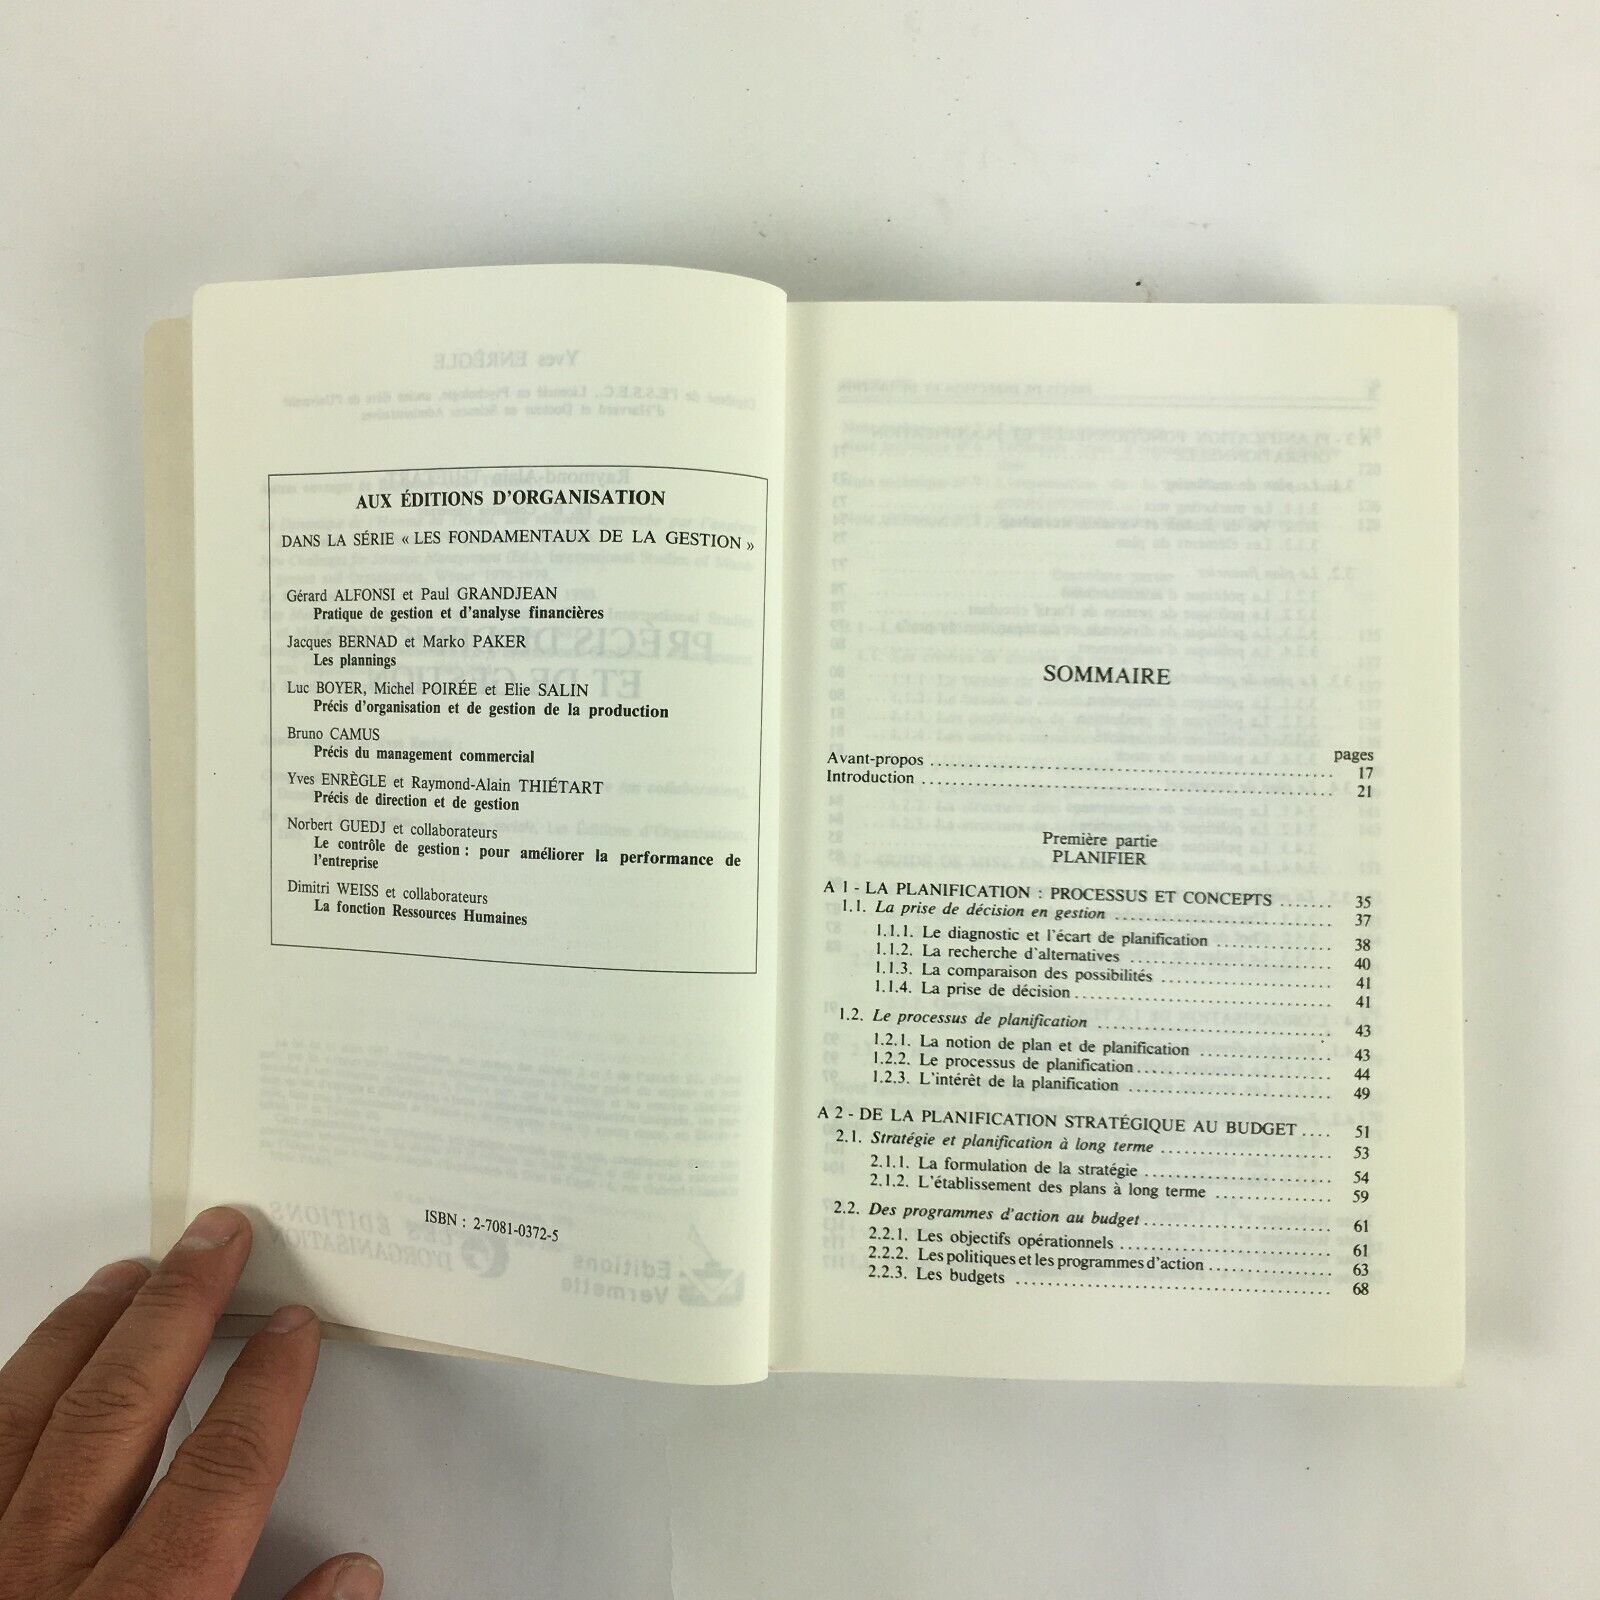 AUX ÉDITIONS D'ORGANISATION
DANS LA SÉRIE « LES FONDAMENTAUX DE LA GESTION »
Gérard ALFONSI et Paul GRANDJEAN
Pratique de gestion et d'analyse financières
Jacques BERNAD et Marko PAKER
Les plannings
Luc BOYER, Michel POIRÉE et Elie SALIN
Précis d'organisation et de gestion de la production
Bruno CAMUS
Précis du management commercial
Yves ENRÈGLE et Raymond-Alain THIÉTART
Précis de direction et de gestion
Norbert GUEDJ et collaborateurs
Le contrôle de gestion : pour améliorer la performance de
l'entreprise
Dimitri WEISS et collaborateurs
La fonction Ressources Humaines
ISBN : 2-7081-0372-5
SOMMAIRE
pages
Avant-propos 17
Introduction 21
Première partie
PLANIFIER
A 1 - LA PLANIFICATION : PROCESSUS ET CONCEPTS 35
1.1. La prise de décision en gestion 37
1.1.1. Le diagnostic et l'écart de planification 38
1.1.2. La recherche d'alternatives 40
1.1.3. La comparaison des possibilités 41
1.1.4. La prise de décision 41
1.2. Le processus de planification 43
1.2.1. La notion de plan et de planification 43
1.2.2. Le processus de planification 44
1.2.3. L'intérêt de la planification 49
A 2 - DE LA PLANIFICATION STRATÉGIQUE AU BUDGET 51
2.1. Stratégie et planification à long terme 53
2.1.1. La formulation de la stratégie 54
2.1.2. L'établissement des plans à long terme 59
2.2. Des programmes d'action au budget 61
2.2.1. Les objectifs opérationnels 61
2.2.2. Les politiques et les programmes d'action 63
2.2.3. Les budgets 68